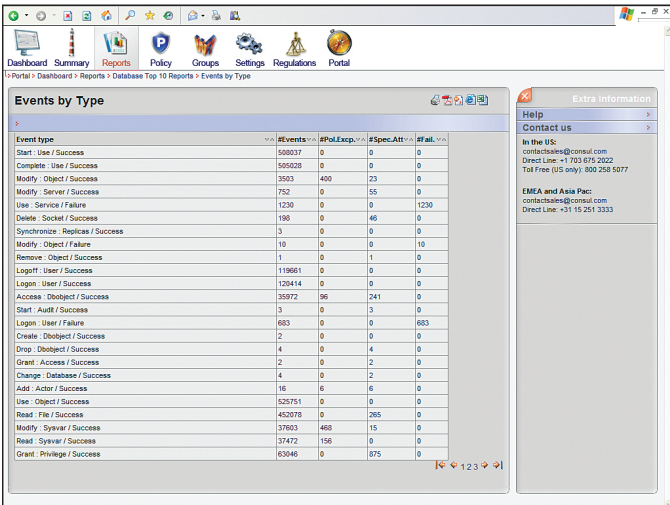 Dashboard Summary Reports Policy Groups Settings Regulations Portal
Portal > Dashboard > Reports > Database Top 10 Reports > Events by Type
Events by Type
Extra Information
Help >
Contact us >
In the US:
contactsales@consul.com
Direct Line: +1 703 675 2022
Toll Free (US only): 800 258 5077
EMEA and Asia Pac:
contactsales@consul.com
Direct Line: +31 15 251 3333
Event type #Events #Pol.Excp. #Spec.Att #Fail.
Start : Use / Success 508037 0 0 0
Complete : Use / Success 505028 0 0 0
Modify : Object / Success 3503 400 23 0
Modify : Server / Success 752 0 55 0
Use : Service / Failure 1230 0 0 1230
Delete : Socket / Success 198 0 46 0
Synchronize : Replicas / Success 3 0 0 0
Modify : Object / Failure 10 0 0 10
Remove : Object / Success 1 0 1 0
Logoff : User / Success 119661 0 0 0
Logon : User / Success 120414 0 0 0
Access : Dbobject / Success 35972 96 241 0
Start : Audit / Success 3 0 3 0
Logon : User / Failure 683 0 0 683
Create : Dbobject / Success 2 0 0 0
Drop : Dbobject / Success 4 0 4 0
Grant : Access / Success 2 0 2 0
Change : Database / Success 4 0 2 0
Add : Actor / Success 16 6 6 0
Use : Object / Success 525751 0 0 0
Read : File / Success 452078 0 265 0
Modify : Sysvar / Success 37603 468 15 0
Read : Sysvar / Success 37472 156 0 0
Grant : Privilege / Success 63046 0 875 0
1 2 3